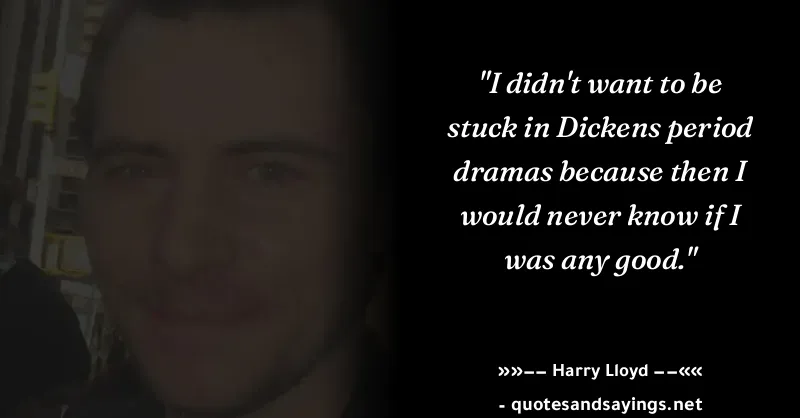 "I didn't want to be
stuck in Dickens period
dramas because then I
would never know if I
was any good."
»»−− Harry Lloyd −−««
- quotesandsayings.net